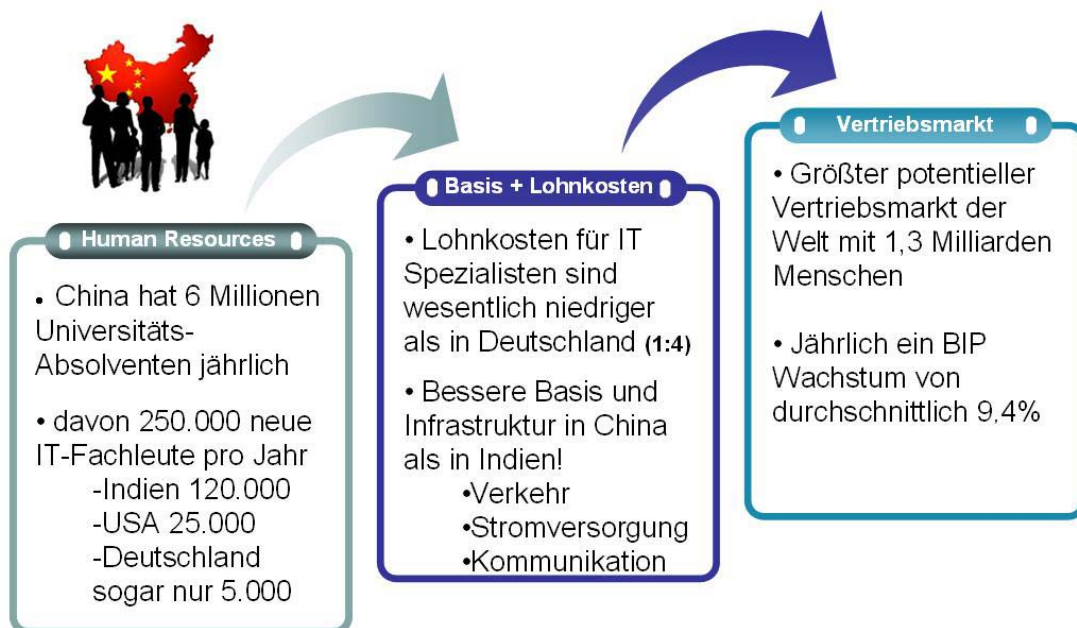 Human Resources
• China hat 6 Millionen
Universitäts-
Absolventen jährlich
• davon 250.000 neue
IT-Fachleute pro Jahr
-Indien 120.000
-USA 25.000
-Deutschland
sogar nur 5.000
Basis + Lohnkosten
• Lohnkosten für IT
Spezialisten sind
wesentlich niedriger
als in Deutschland (1:4)
• Bessere Basis und
Infrastruktur in China
als in Indien!
•Verkehr
•Stromversorgung
•Kommunikation
Vertriebsmarkt
• Größter potentieller
Vertriebsmarkt der
Welt mit 1,3 Milliarden
Menschen
• Jährlich ein BIP
Wachstum von
durchschnittlich 9,4%